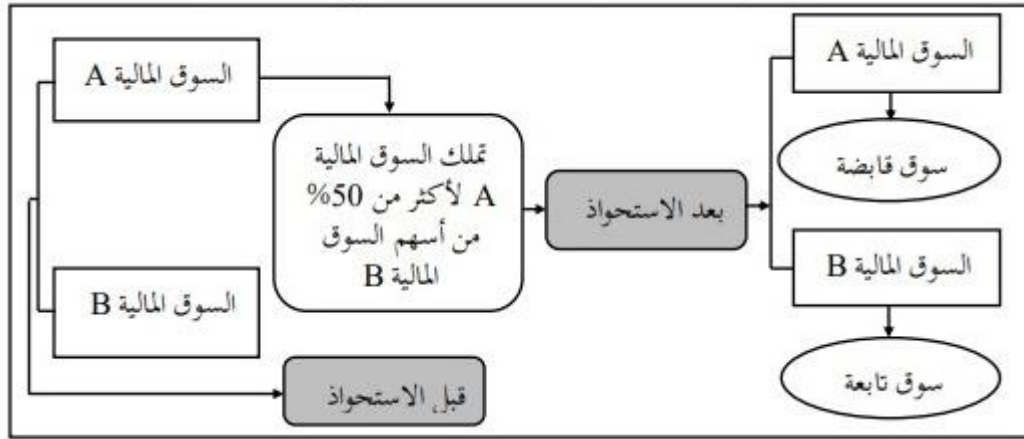 السوق المالية A
السوق المالية B
قبل الاستحواذ
تملك السوق المالية
A لأكثر من 50%
من أسهم السوق
المالية B
بعد الاستحواذ
السوق المالية A
سوق قابضة
السوق المالية B
سوق تابعة